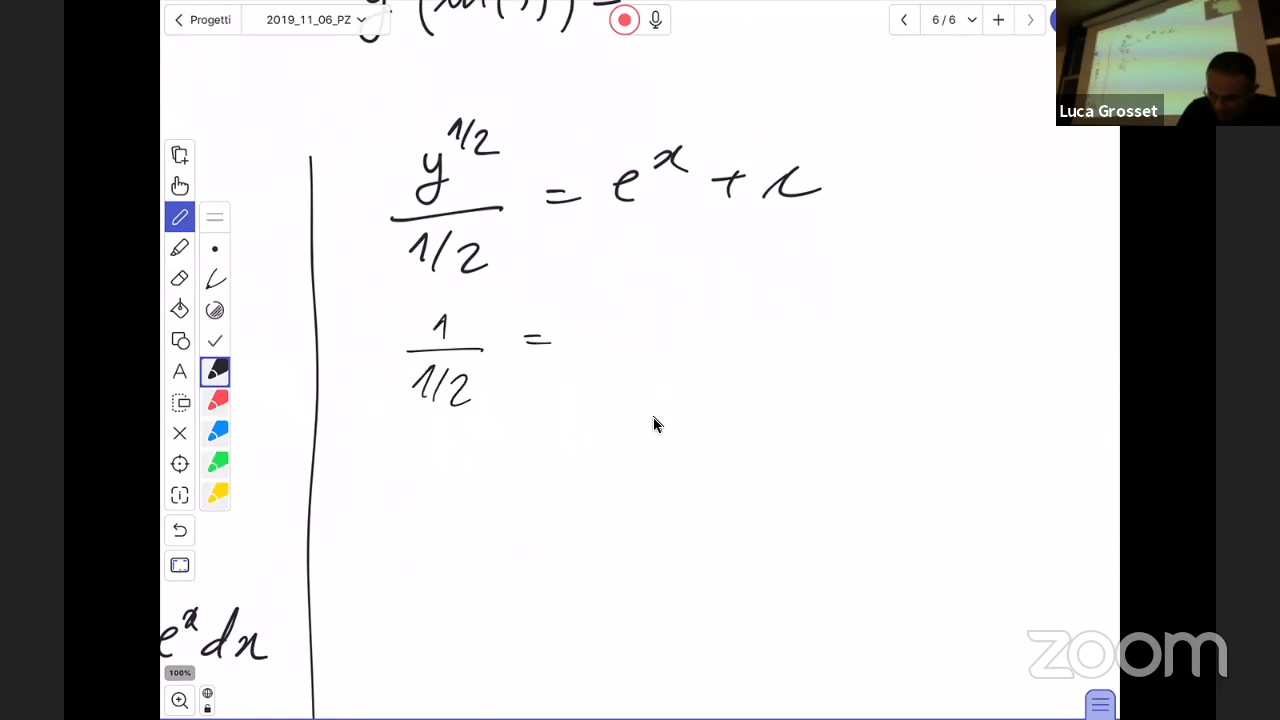 Progetti 2019_11_06_PZ 6/6
Luca Grosset
y^{1/2}/(1/2) = e^x + c
1/(1/2) =
e^x dx
100%
zoom